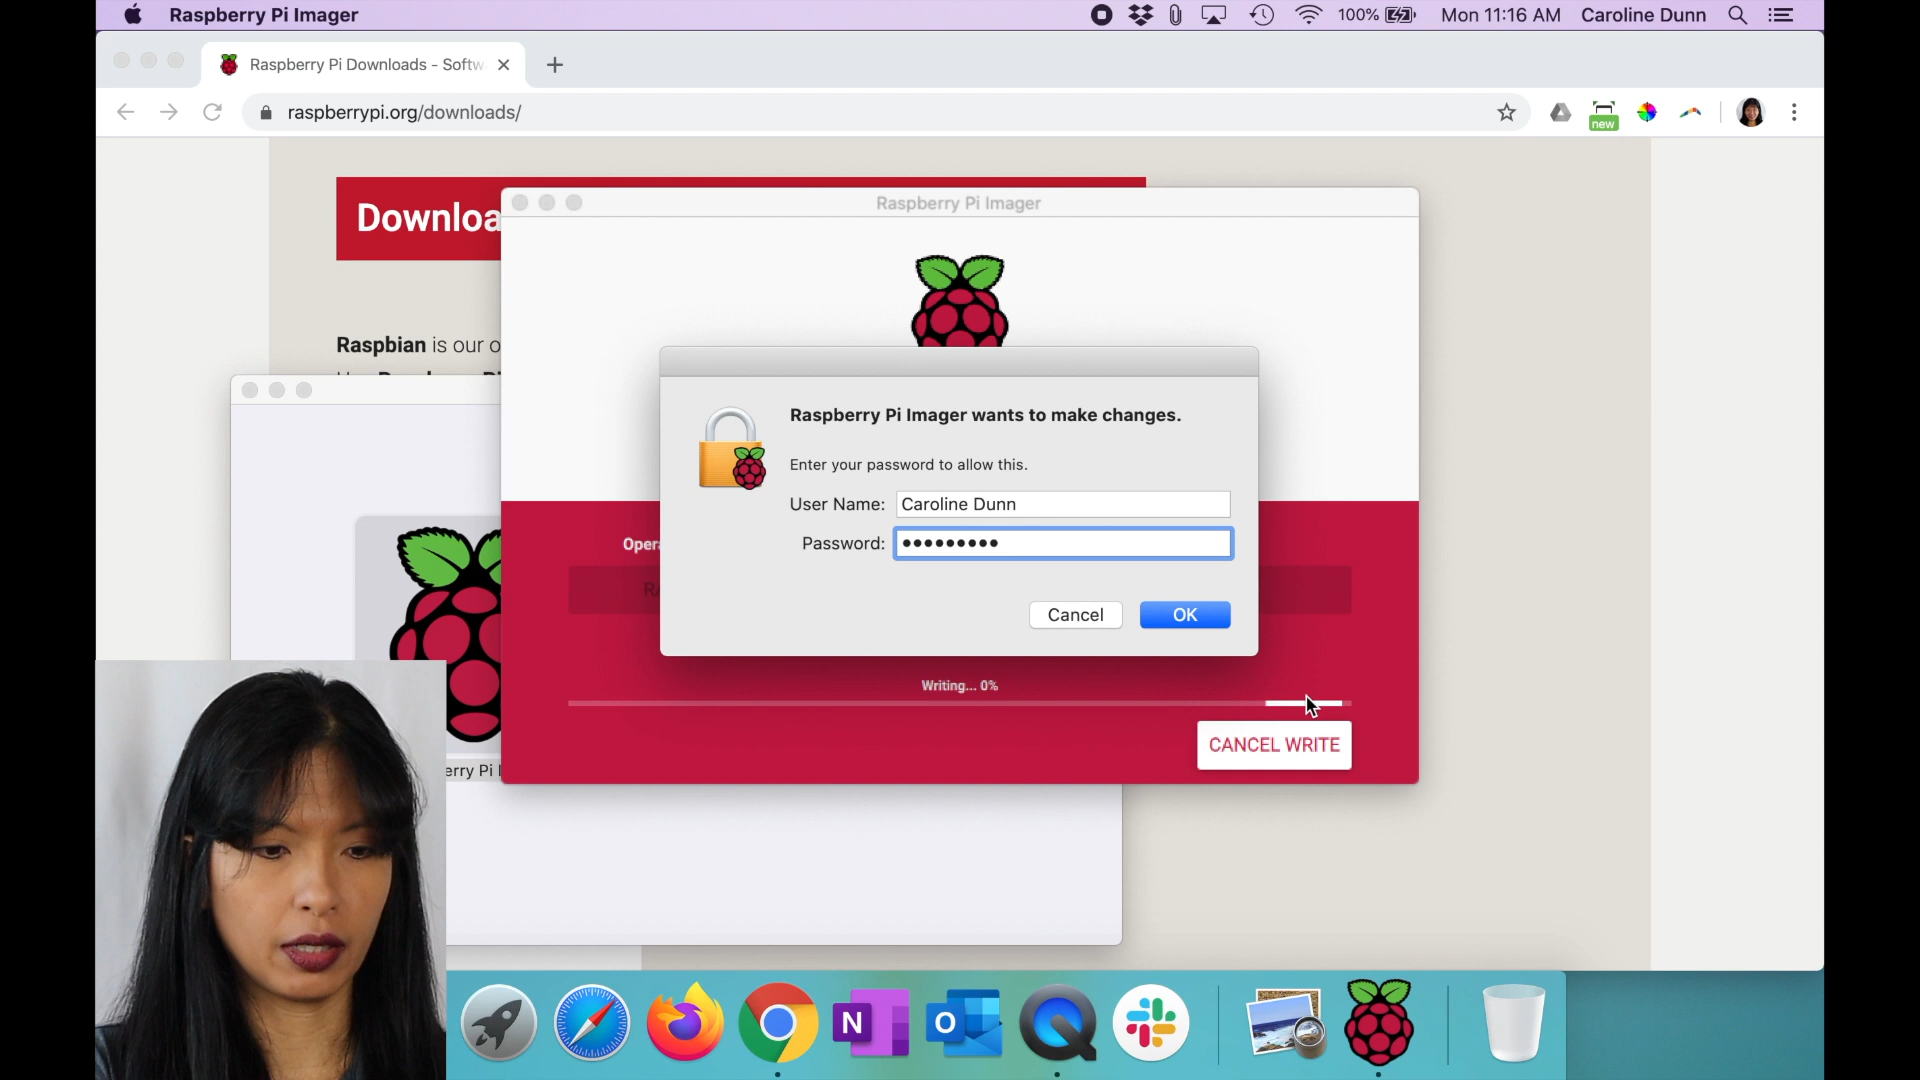 Raspberry Pi Imager
100%
Mon 11:16 AM
Caroline Dunn
Raspberry Pi Downloads - Softw
raspberrypi.org/downloads/
new
Downloa
Raspberry Pi Imager
Raspbian is our o
Raspberry Pi Imager wants to make changes.
Enter your password to allow this.
User Name: Caroline Dunn
Password: •••••••••
Opera
Cancel
OK
Writing... 0%
CANCEL WRITE
erry Pi I
N
O